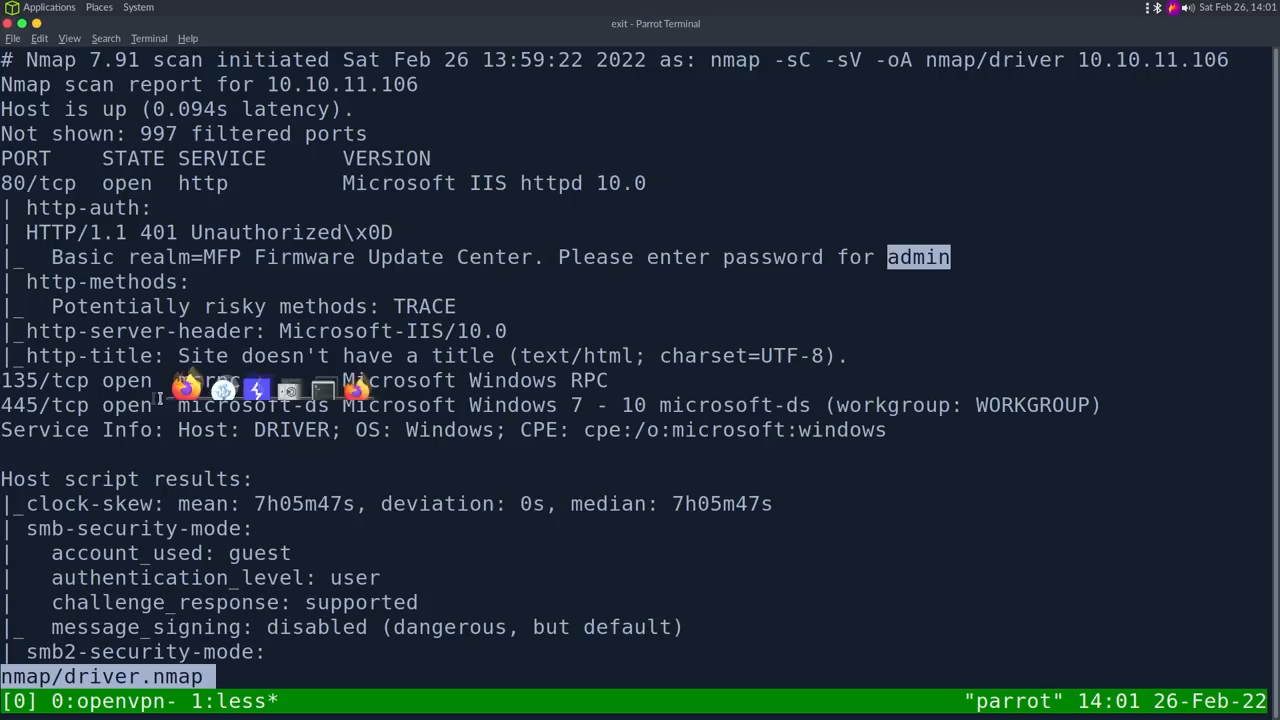 Applications Places System Sat Feb 26, 14:01
exit - Parrot Terminal
File Edit View Search Terminal Help
# Nmap 7.91 scan initiated Sat Feb 26 13:59:22 2022 as: nmap -sC -sV -oA nmap/driver 10.10.11.106
Nmap scan report for 10.10.11.106
Host is up (0.094s latency).
Not shown: 997 filtered ports
PORT    STATE SERVICE      VERSION
80/tcp  open  http         Microsoft IIS httpd 10.0
| http-auth:
| HTTP/1.1 401 Unauthorized\x0D
|_  Basic realm=MFP Firmware Update Center. Please enter password for admin
| http-methods:
|_  Potentially risky methods: TRACE
|_http-server-header: Microsoft-IIS/10.0
|_http-title: Site doesn't have a title (text/html; charset=UTF-8).
135/tcp open  Microsoft Windows RPC
445/tcp open  microsoft-ds Microsoft Windows 7 - 10 microsoft-ds (workgroup: WORKGROUP)
Service Info: Host: DRIVER; OS: Windows; CPE: cpe:/o:microsoft:windows
Host script results:
|_clock-skew: mean: 7h05m47s, deviation: 0s, median: 7h05m47s
| smb-security-mode:
|   account_used: guest
|   authentication_level: user
|   challenge_response: supported
|_  message_signing: disabled (dangerous, but default)
| smb2-security-mode:
nmap/driver.nmap
[0] 0:openvpn- 1:less* "parrot" 14:01 26-Feb-22